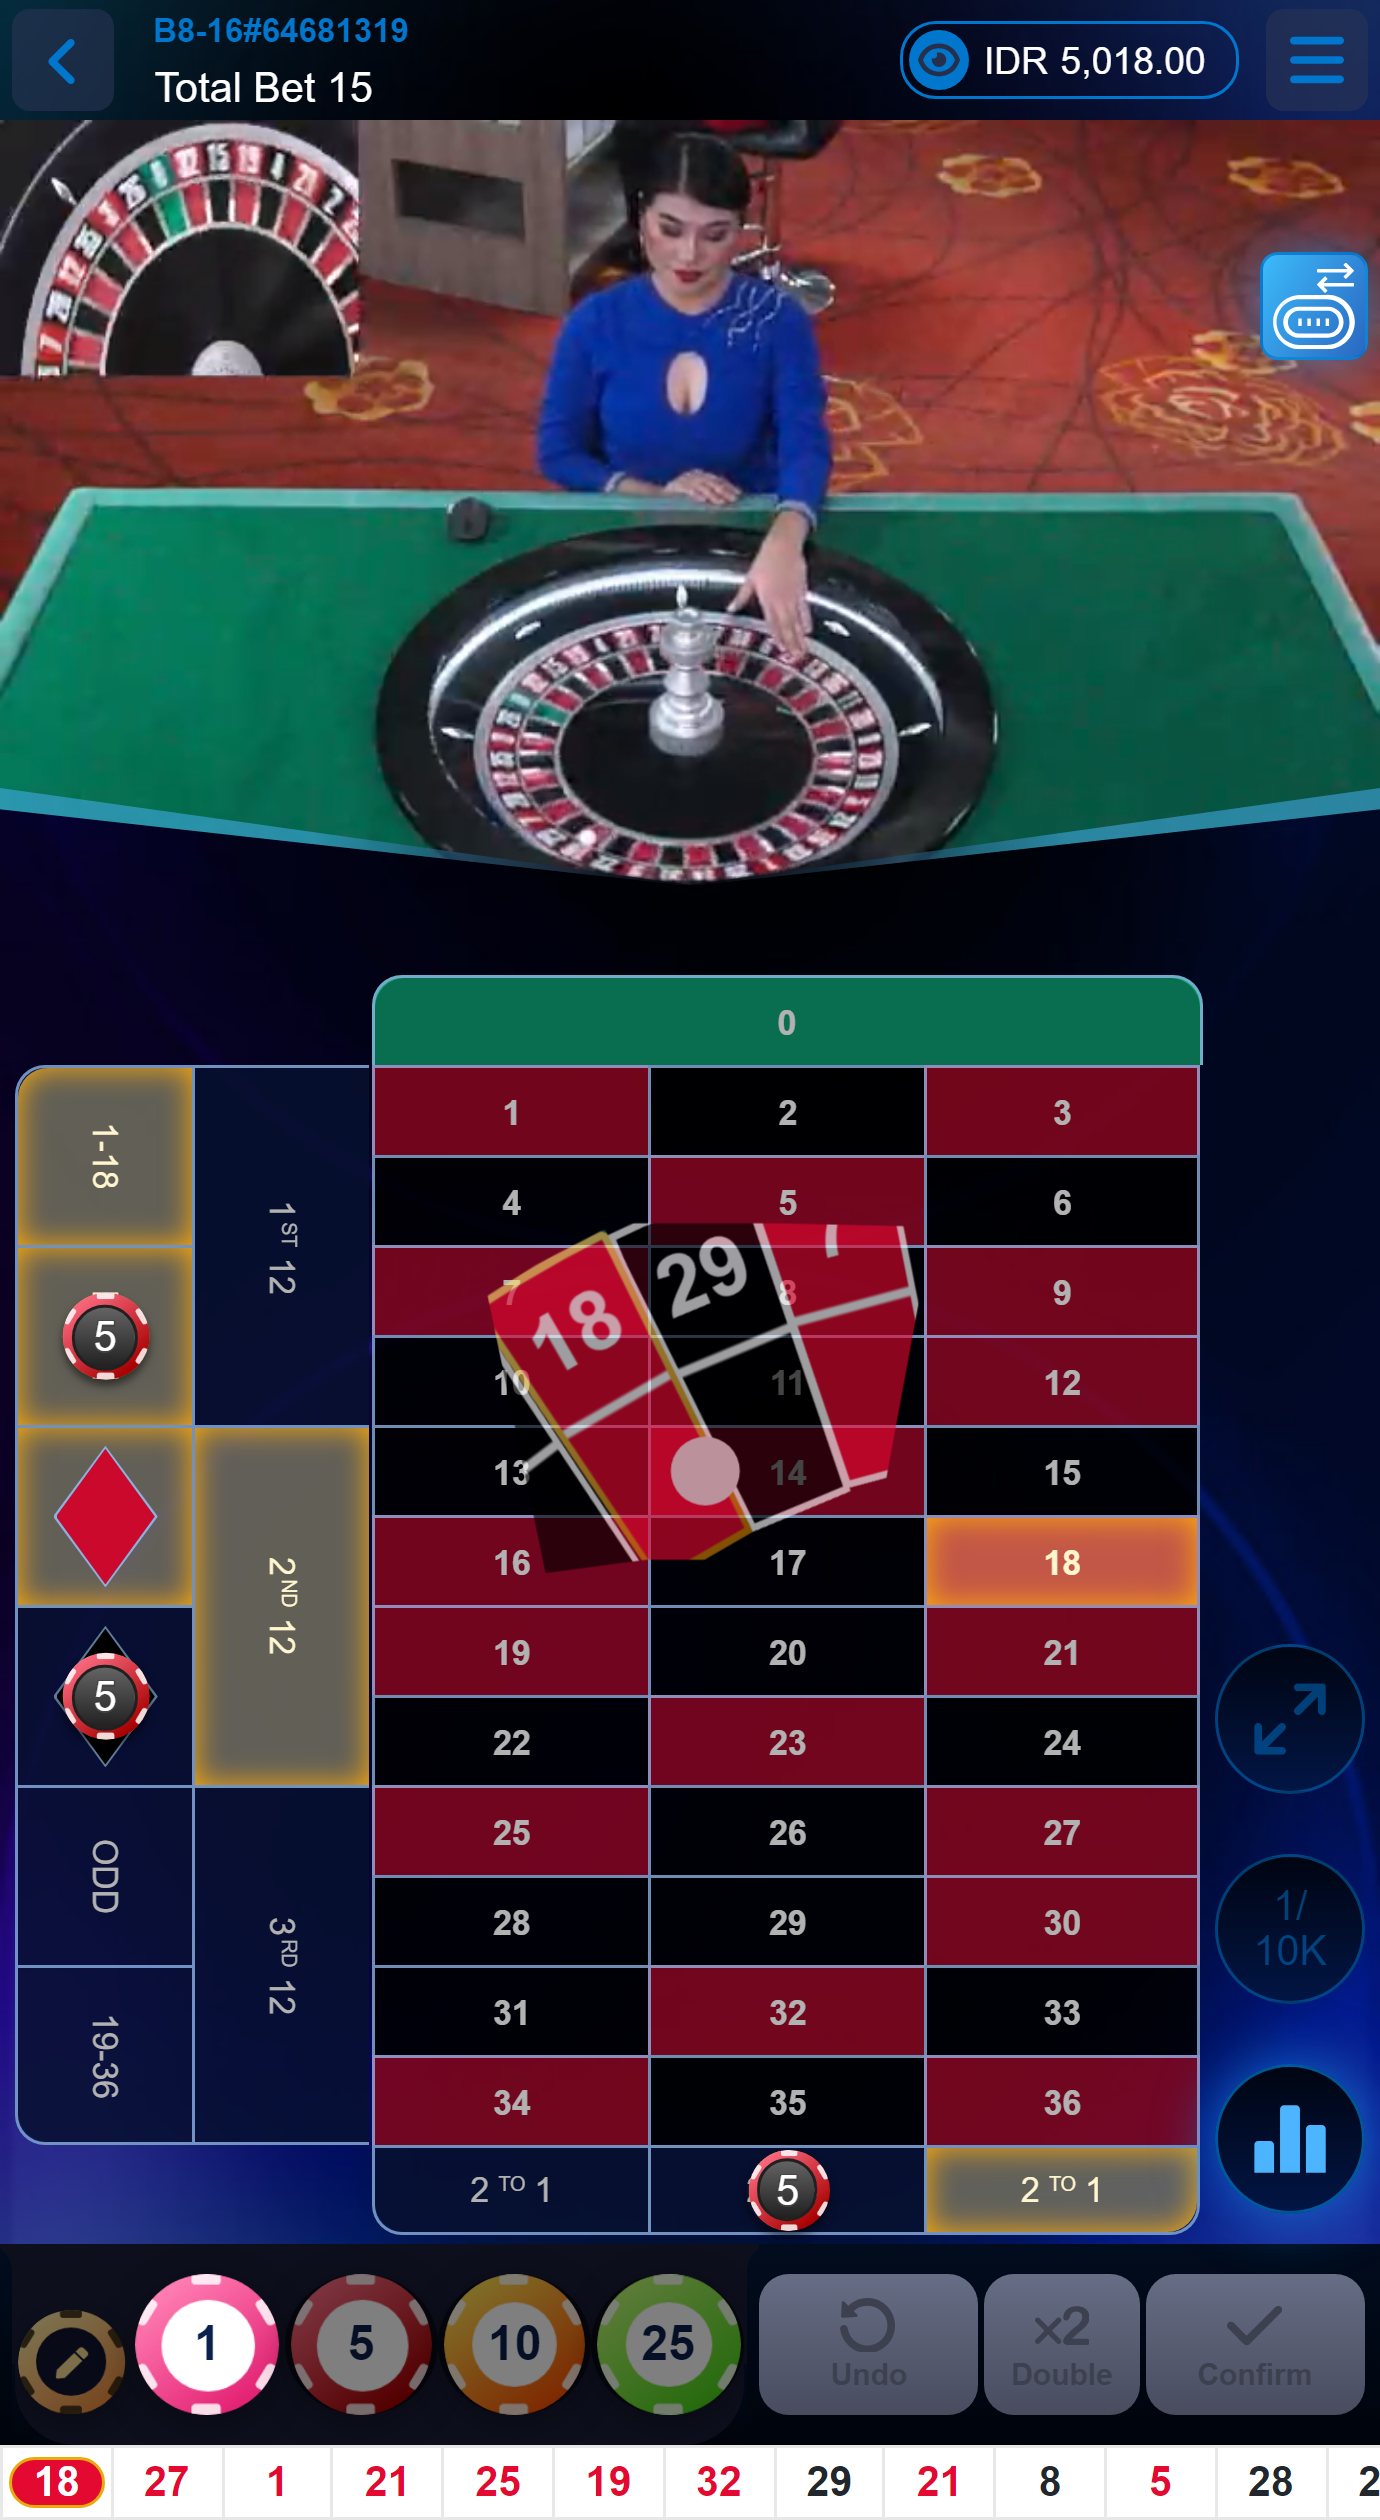 B8-16#64681319
Total Bet 15
IDR 5,018.00
0
1 2 3
4 5 6
7 8 9
10 11 12
13 14 15
16 17 18
19 20 21
22 23 24
25 26 27
28 29 30
31 32 33
34 35 36
2 TO 1
5
2 TO 1
1-18
5
5
ODD
19-36
1ST 12
2ND 12
3RD 12
18 29
1/
10K
1 5 10 25
Undo
x2
Double
Confirm
18 27 1 21 25 19 32 29 21 8 5 28